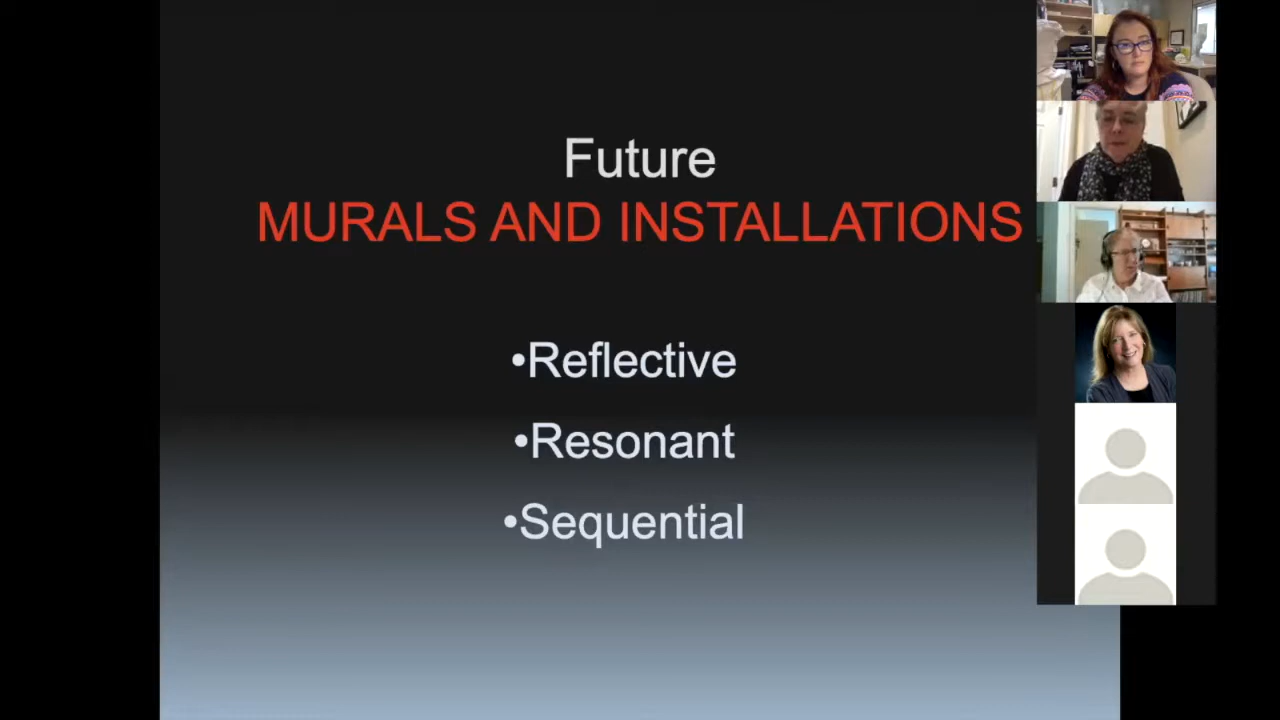 Future
MURALS AND INSTALLATIONS
•Reflective
•Resonant
•Sequential